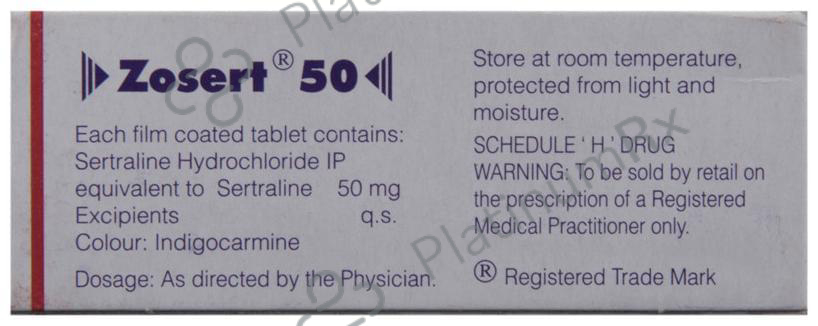 Zosert® 50
Each film coated tablet contains:
Sertraline Hydrochloride IP
equivalent to Sertraline 50 mg
Excipients q.s.
Colour: Indigocarmine
Dosage: As directed by the Physician.
Store at room temperature,
protected from light and
moisture.
SCHEDULE ' H ' DRUG
WARNING: To be sold by retail on
the prescription of a Registered
Medical Practitioner only.
® Registered Trade Mark
PlatinumRx